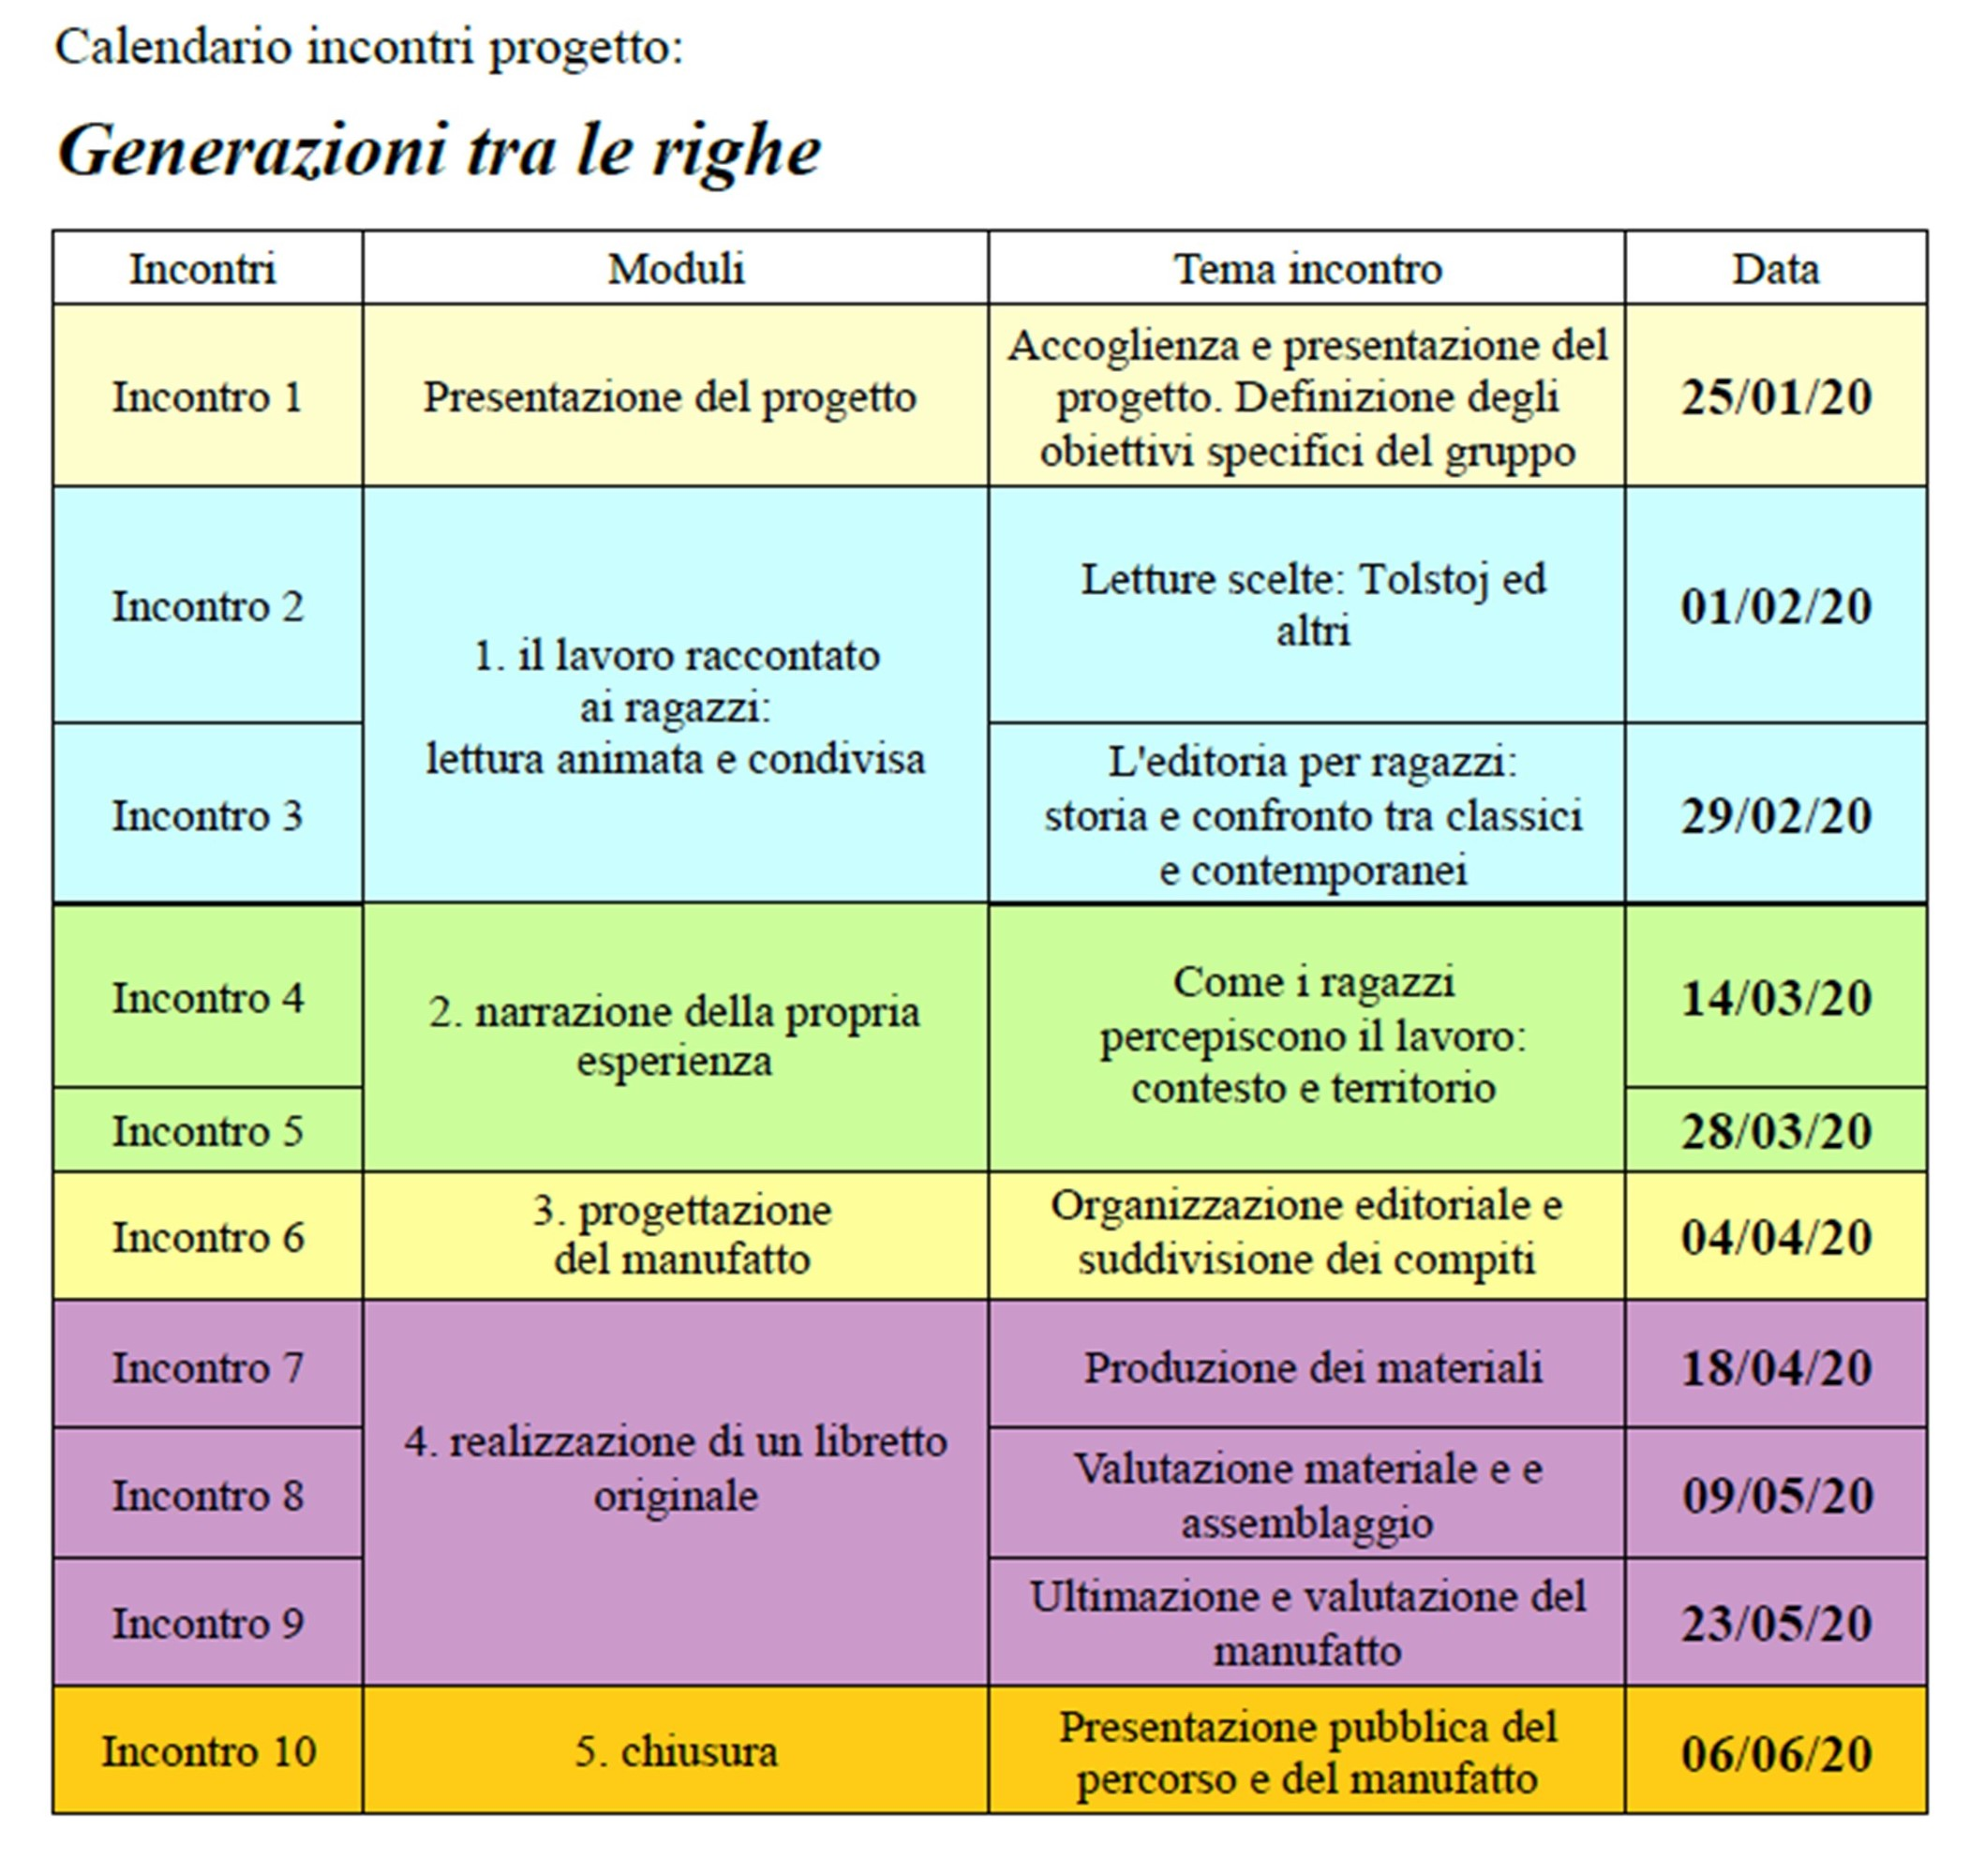 Calendario incontri progetto:
Generazioni tra le righe
Incontri Moduli Tema incontro Data
Incontro 1 Presentazione del progetto
Accoglienza e presentazione del
progetto. Definizione degli
obiettivi specifici del gruppo
25/01/20
Incontro 2
1. il lavoro raccontato
ai ragazzi:
lettura animata e condivisa
Letture scelte: Tolstoj ed
altri
01/02/20
Incontro 3
L'editoria per ragazzi:
storia e confronto tra classici
e contemporanei
29/02/20
Incontro 4
2. narrazione della propria
esperienza
Come i ragazzi
percepiscono il lavoro:
contesto e territorio
14/03/20
Incontro 5
28/03/20
Incontro 6
3. progettazione
del manufatto
Organizzazione editoriale e
suddivisione dei compiti
04/04/20
Incontro 7
4. realizzazione di un libretto
originale
Produzione dei materiali
18/04/20
Incontro 8
Valutazione materiale e e
assemblaggio
09/05/20
Incontro 9
Ultimazione e valutazione del
manufatto
23/05/20
Incontro 10
5. chiusura
Presentazione pubblica del
percorso e del manufatto
06/06/20